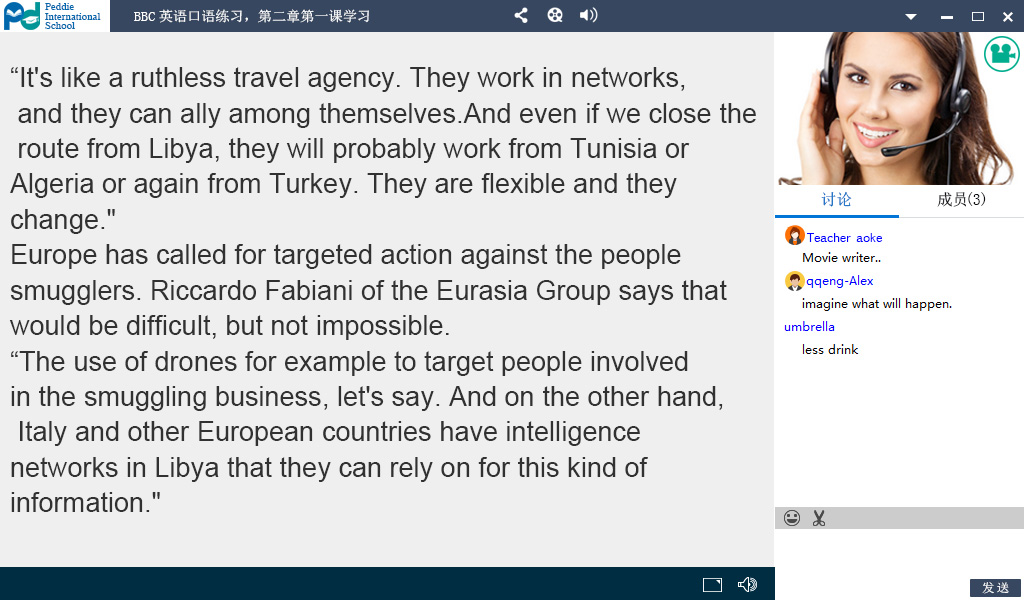 Peddie
International
School
BBC 英语口语练习，第二章第一课学习
“It's like a ruthless travel agency. They work in networks,
and they can ally among themselves.And even if we close the
route from Libya, they will probably work from Tunisia or
Algeria or again from Turkey. They are flexible and they
change."
Europe has called for targeted action against the people
smugglers. Riccardo Fabiani of the Eurasia Group says that
would be difficult, but not impossible.
“The use of drones for example to target people involved
in the smuggling business, let's say. And on the other hand,
Italy and other European countries have intelligence
networks in Libya that they can rely on for this kind of
information."
讨论
成员(3)
Teacher aoke
Movie writer..
qqeng-Alex
imagine what will happen.
umbrella
less drink
发送